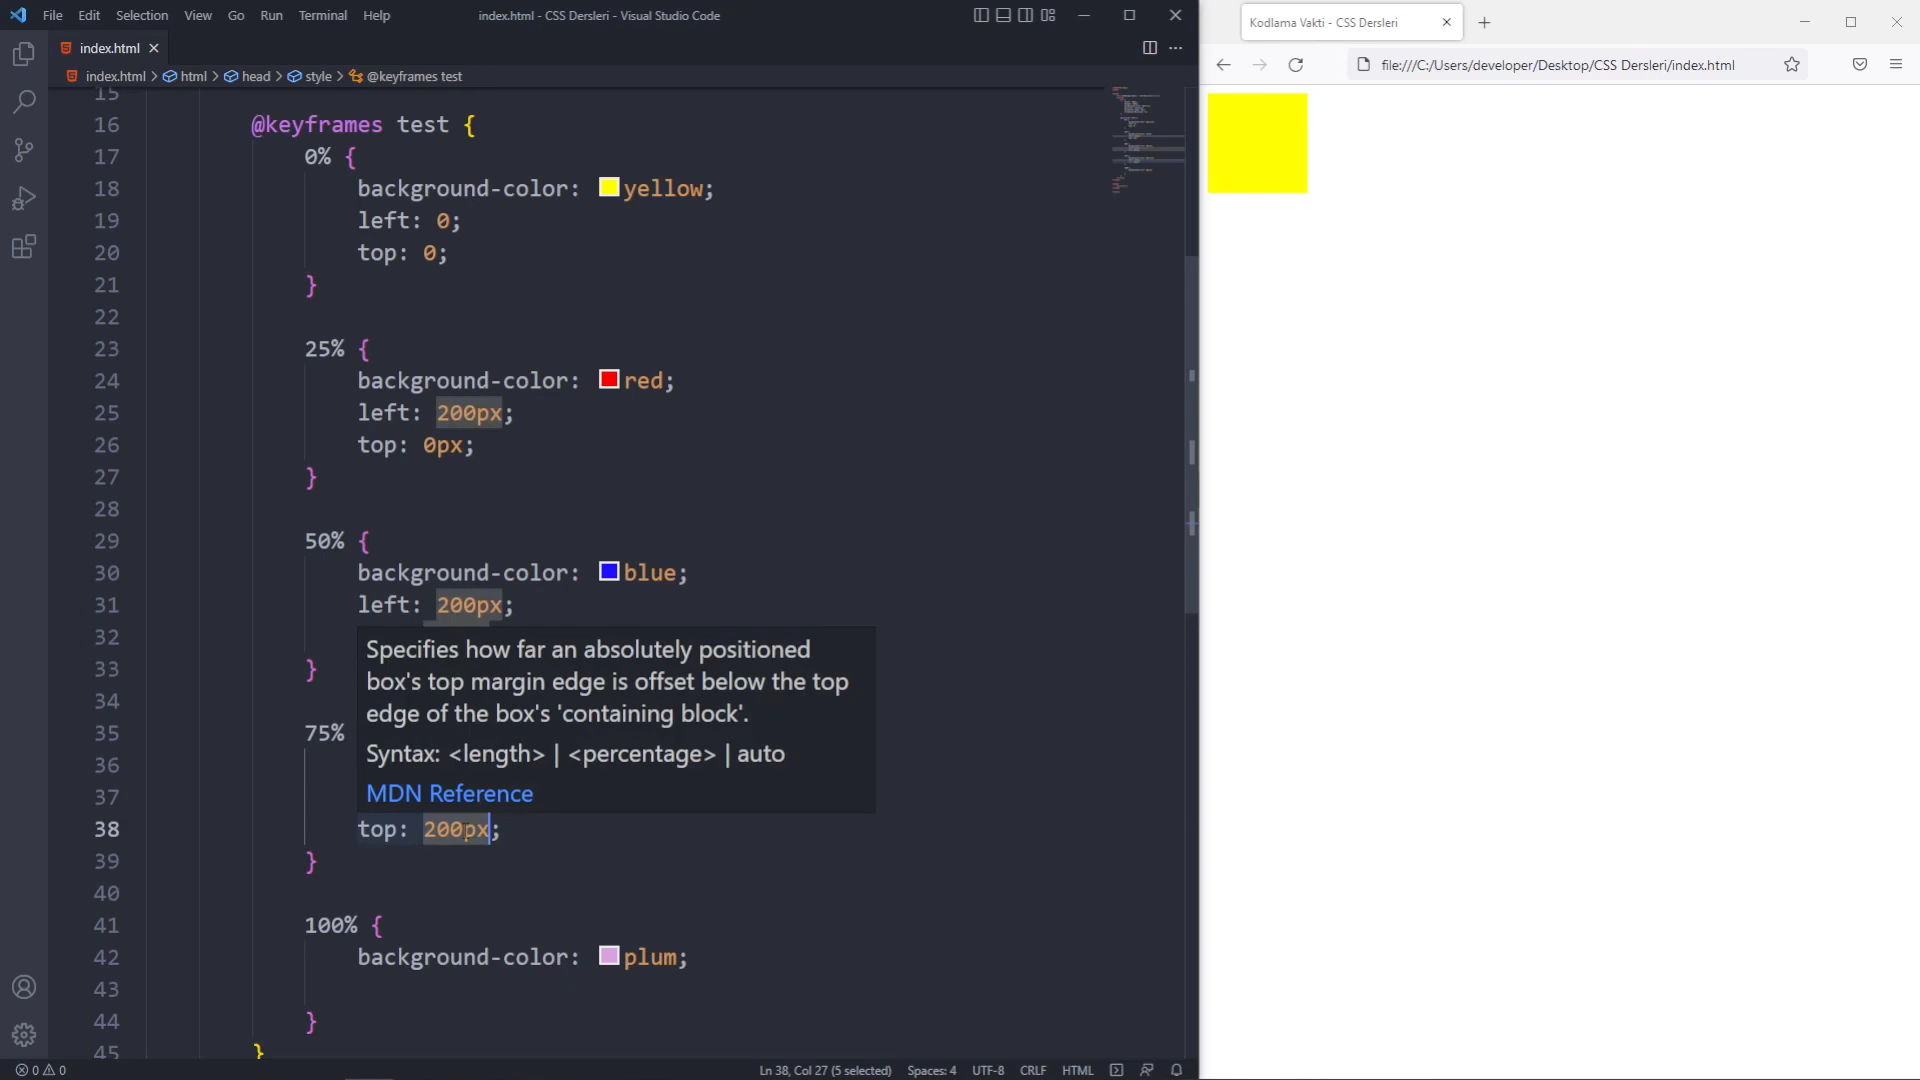 File Edit Selection View Go Run Terminal Help index.html - CSS Dersleri - Visual Studio Code
Kodlama Vakti - CSS Dersleri
index.html
file:///C:/Users/developer/Desktop/CSS Dersleri/index.html
index.html > html > head > style > @keyframes test
15
16 @keyframes test {
17 0% {
18 background-color: yellow;
19 left: 0;
20 top: 0;
21 }
22
23 25% {
24 background-color: red;
25 left: 200px;
26 top: 0px;
27 }
28
29 50% {
30 background-color: blue;
31 left: 200px;
32
33 }
34
35 75%
36
37
38 top: 200px;
39 }
40
41 100% {
42 background-color: plum;
43
44 }
45 }
Specifies how far an absolutely positioned
box's top margin edge is offset below the top
edge of the box's 'containing block'.
Syntax: <length> | <percentage> | auto
MDN Reference
0 0 Ln 38, Col 27 (5 selected) Spaces: 4 UTF-8 CRLF HTML